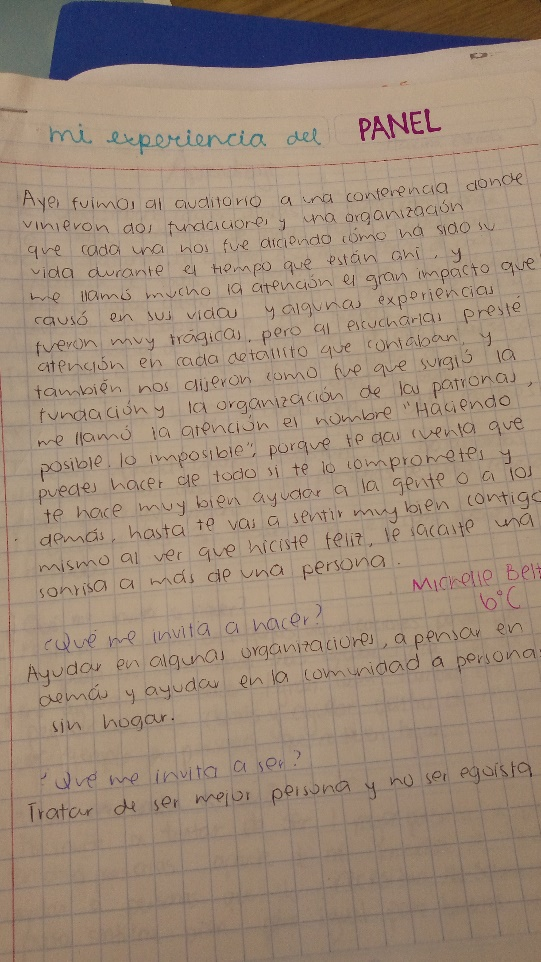 mi experiencia del PANEL
Ayer fuimos al auditorio a una conferencia donde
vinieron dos fundaciones y una organización
que cada una nos fue diciendo cómo ha sido su
vida durante el tiempo que están ahí, y
me llamó mucho la atención el gran impacto que
causó en sus vidas y algunas experiencias
fueron muy trágicas, pero al escucharlas presté
atención en cada detallito que contaban, y
también nos dijeron como fue que surgió la
fundación y la organización de las patronas,
me llamó la atención el nombre "Haciendo
posible lo imposible", porque te das cuenta que
puedes hacer de todo si te lo comprometes y
te hace muy bien ayudar a la gente o a los
demás, hasta te vas a sentir muy bien contigo
mismo al ver que hiciste feliz, le sacaste una
sonrisa a más de una persona.
Michelle Belt
6°C
¿Qué me invita a hacer?
Ayudar en algunas organizaciones, a pensar en
demás y ayudar en la comunidad a persona
sin hogar.
¿Qué me invita a ser?
Tratar de ser mejor persona y no ser egoísta